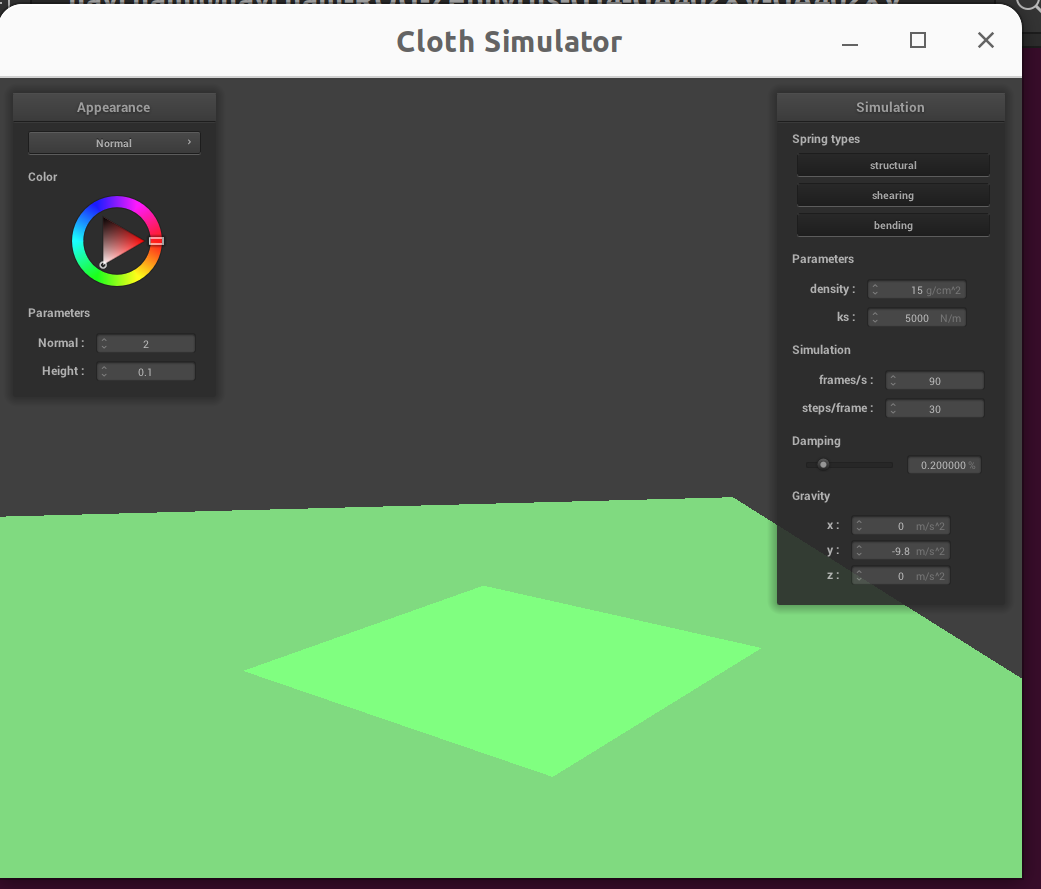 Cloth Simulator
Appearance
Normal
Color
Parameters
Normal : 2
Height : 0.1
Simulation
Spring types
structural
shearing
bending
Parameters
density : 15 g/cm^2
ks : 5000 N/m
Simulation
frames/s : 90
steps/frame : 30
Damping
0.200000 %
Gravity
x : 0 m/s^2
y : -9.8 m/s^2
z : 0 m/s^2